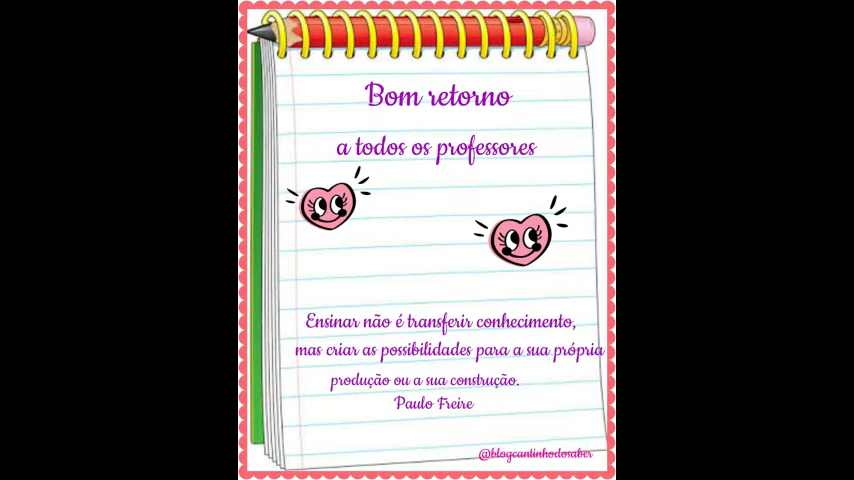 Bom retorno
a todos os professores
Ensinar não é transferir conhecimento,
mas criar as possibilidades para a sua própria
produção ou a sua construção.
Paulo Freire
@blogcantinhodosaber